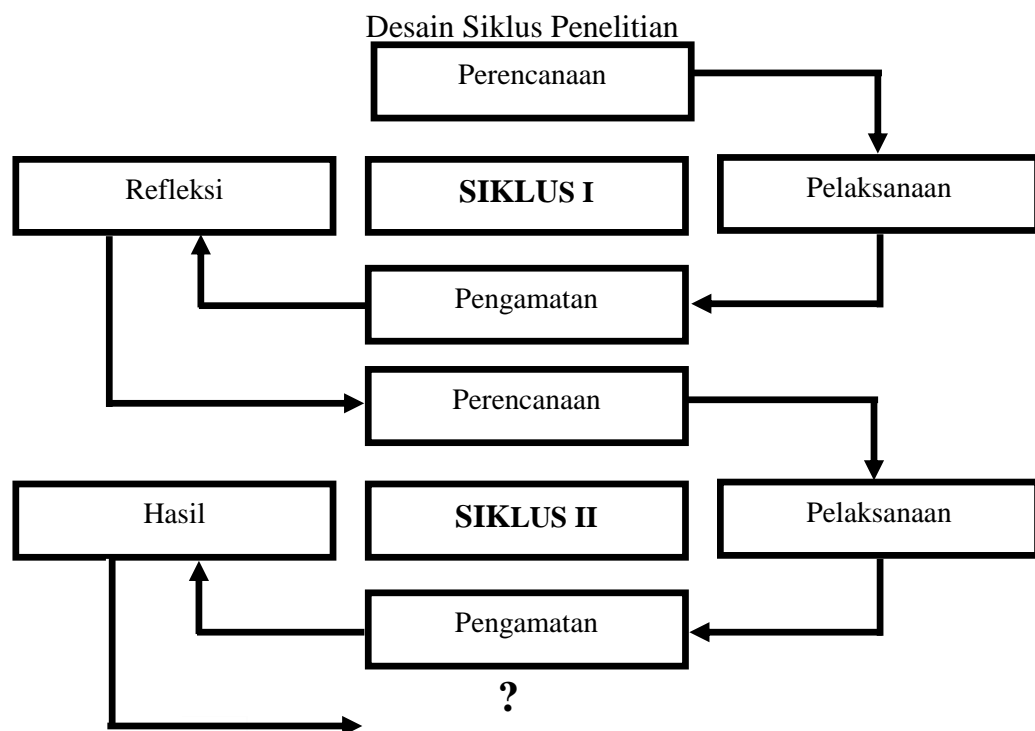 Desain Siklus Penelitian
Perencanaan
Refleksi
SIKLUS I
Pelaksanaan
Pengamatan
Perencanaan
Hasil
SIKLUS II
Pelaksanaan
Pengamatan
?